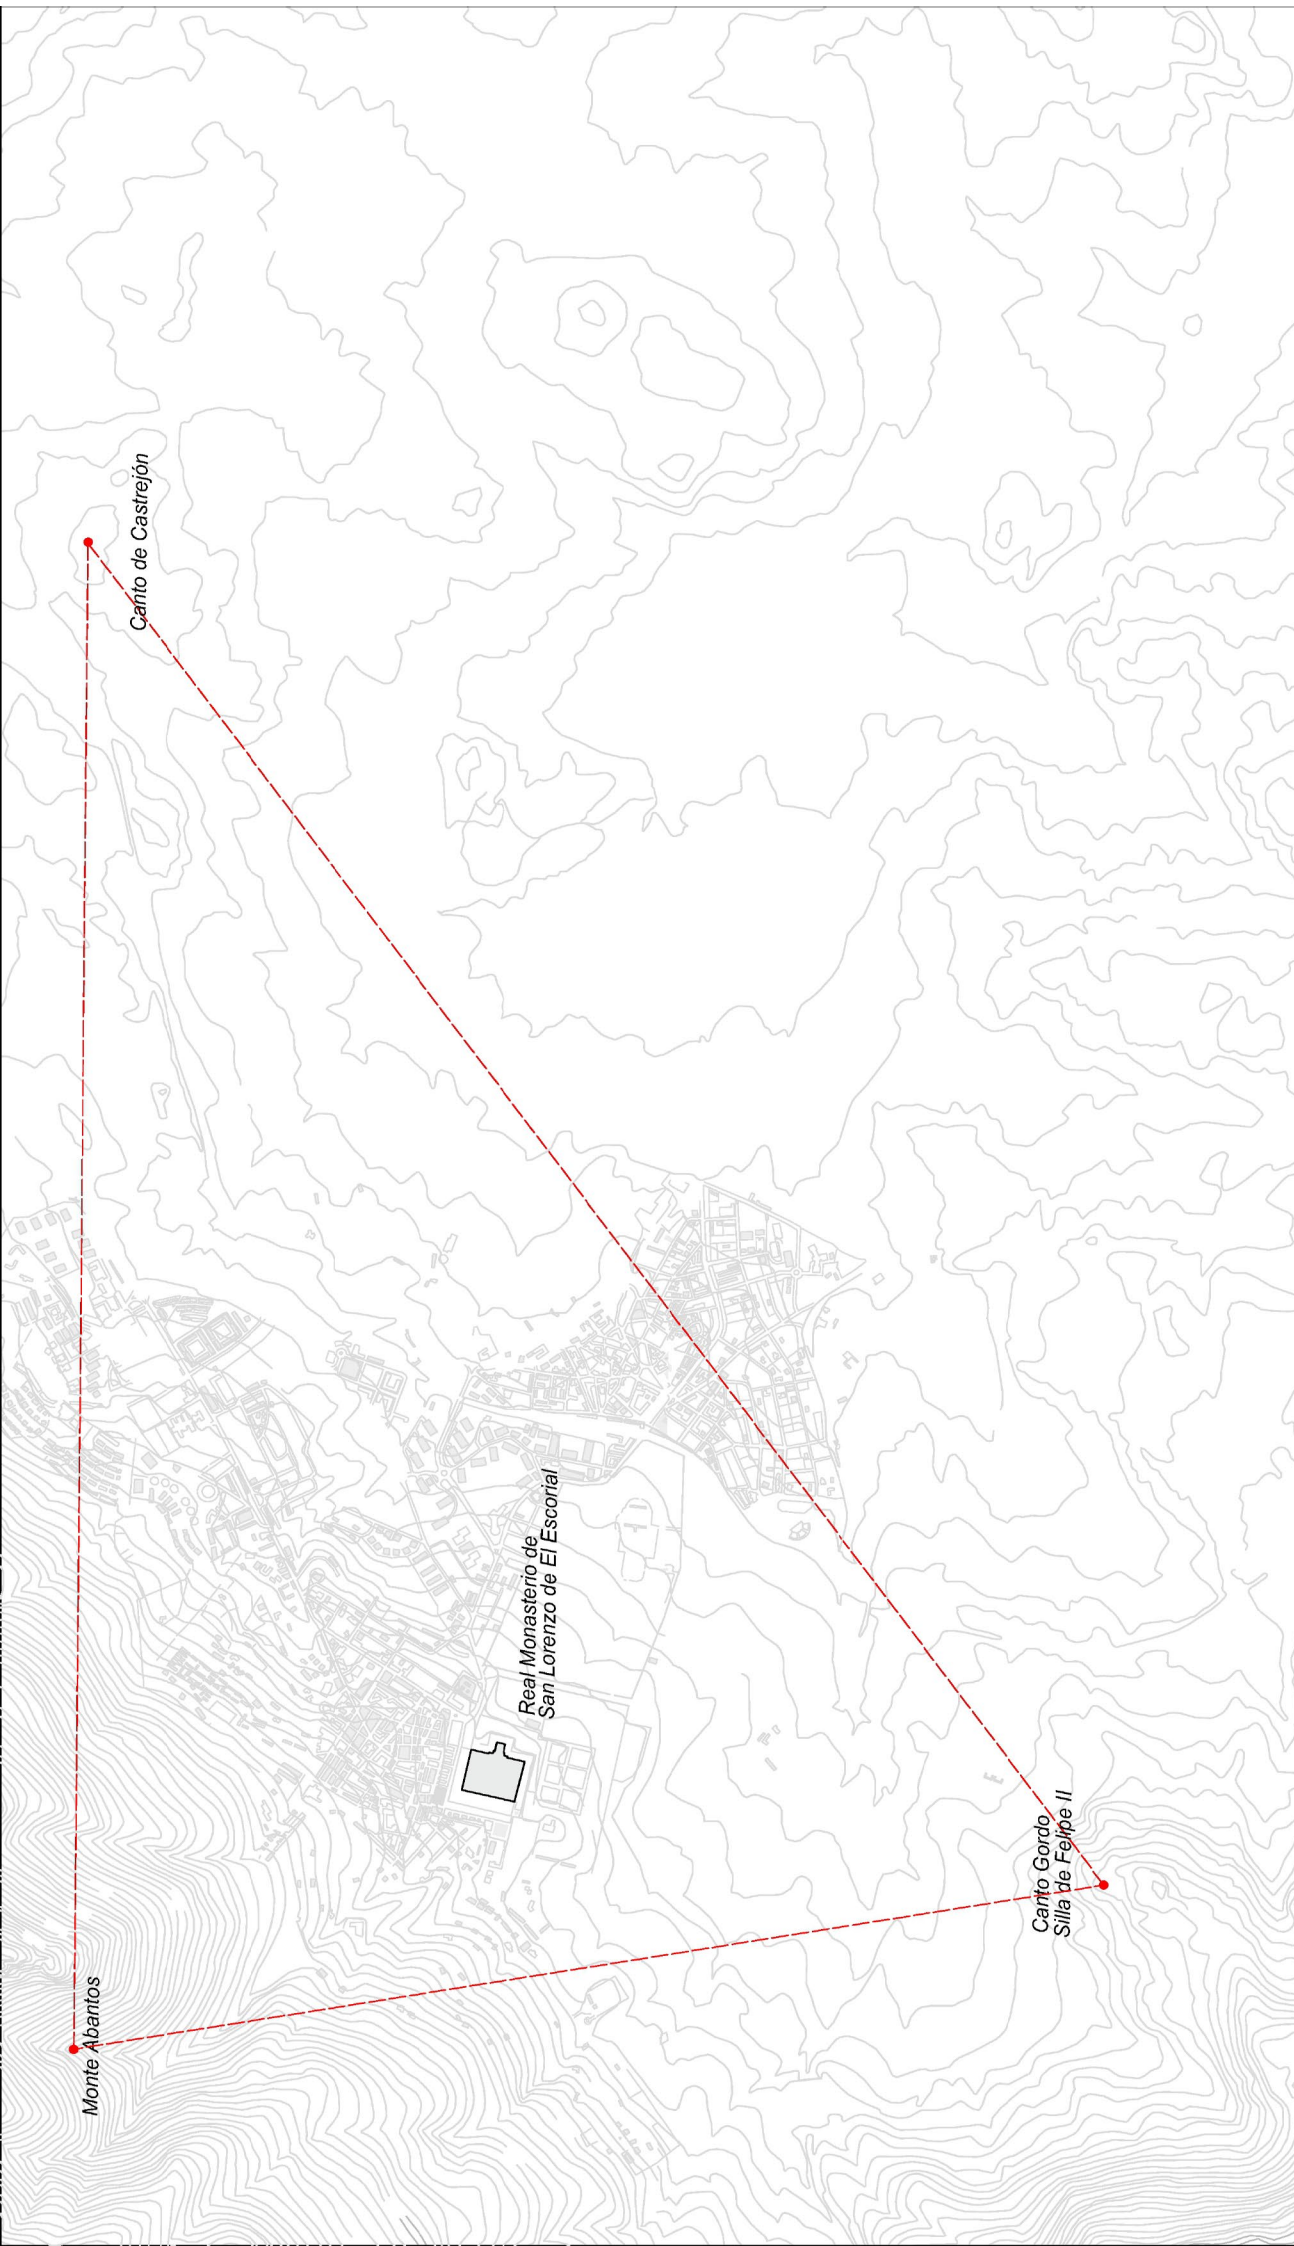 Monte Abantos
Canto de Castrejón
Real Monasterio de
San Lorenzo de El Escorial
Canto Gordo
Silla de Felipe II